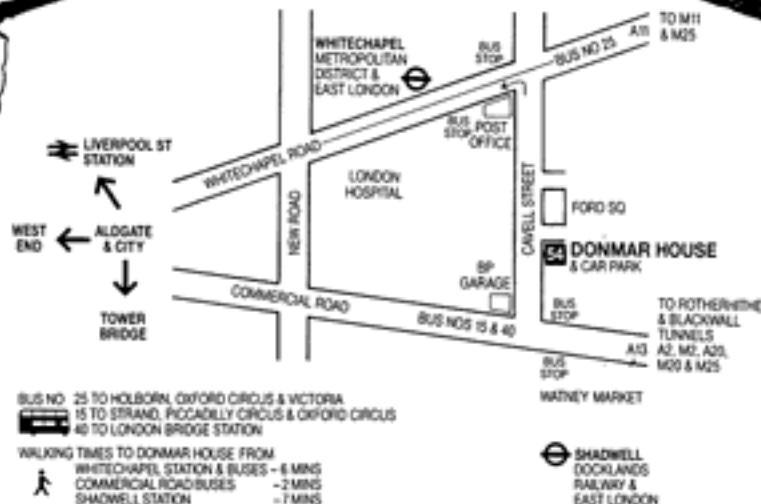 WHITECHAPEL
METROPOLITAN
DISTRICT &
EAST LONDON
BUS
STOP
BUS NO 25
A11
TO M11
& M25
BUS
STOP
POST
OFFICE
LIVERPOOL ST
STATION
WHITECHAPEL ROAD
LONDON
HOSPITAL
NEW ROAD
CAVELL STREET
FORD SQ
WEST
END
ALDGATE
& CITY
54 DONMAR HOUSE
& CAR PARK
BP
GARAGE
COMMERCIAL ROAD
BUS NOS 15 & 40
BUS
STOP
TOWER
BRIDGE
TO ROTHERHITHE
& BLACKWALL
TUNNELS
A13 A2, M2, A20,
M20 & M25
BUS
STOP
WATNEY MARKET
BUS NO 25 TO HOLBORN, OXFORD CIRCUS & VICTORIA
15 TO STRAND, PICCADILLY CIRCUS & OXFORD CIRCUS
40 TO LONDON BRIDGE STATION
WALKING TIMES TO DONMAR HOUSE FROM
WHITECHAPEL STATION & BUSES - 6 MINS
COMMERCIAL ROAD BUSES - 2 MINS
SHADWELL STATION - 7 MINS
SHADWELL
DOCKLANDS
RAILWAY &
EAST LONDON